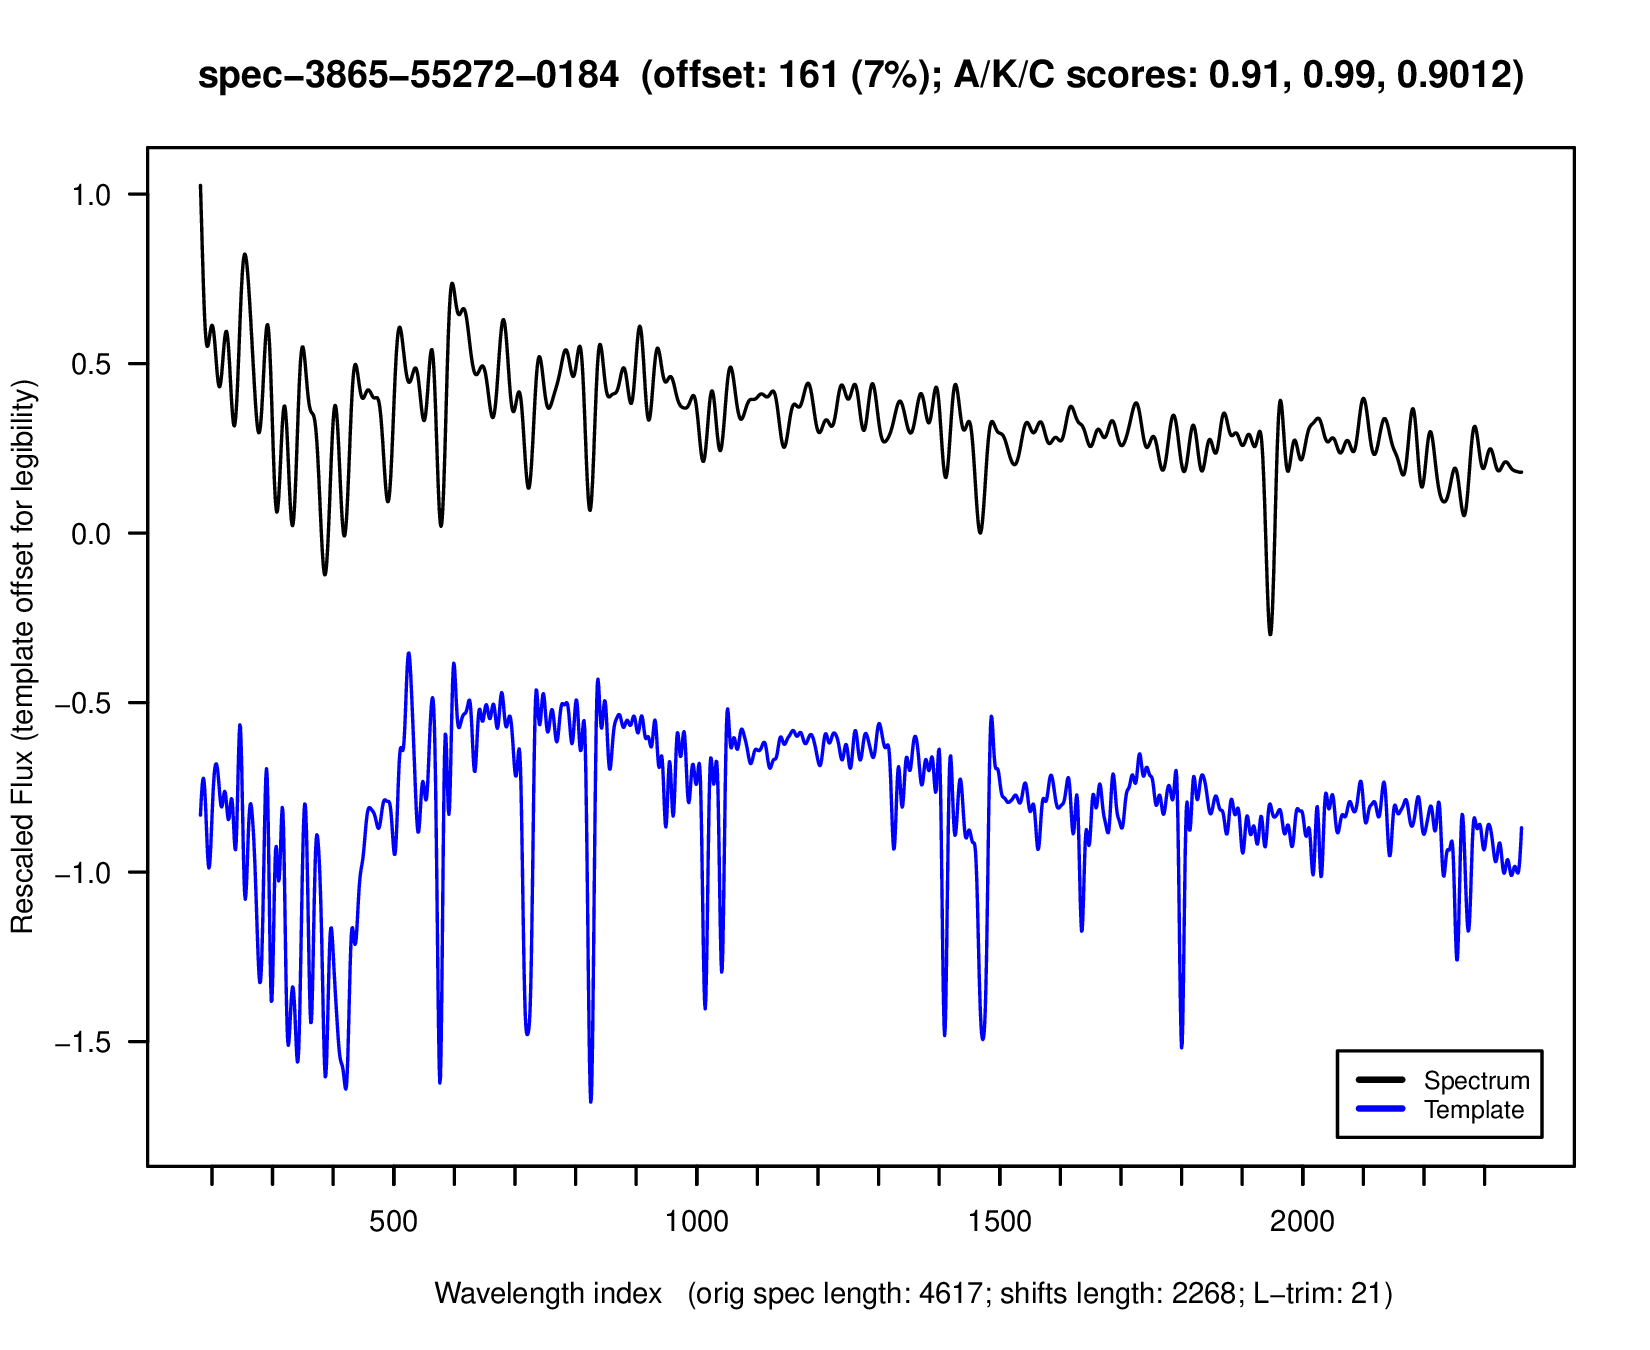 spec−3865−55272−0184 (offset: 161 (7%); A/K/C scores: 0.91, 0.99, 0.9012)
Rescaled Flux (template offset for legibility)
1.0
0.5
0.0
−0.5
−1.0
−1.5
Spectrum
Template
500 1000 1500 2000
Wavelength index (orig spec length: 4617; shifts length: 2268; L−trim: 21)